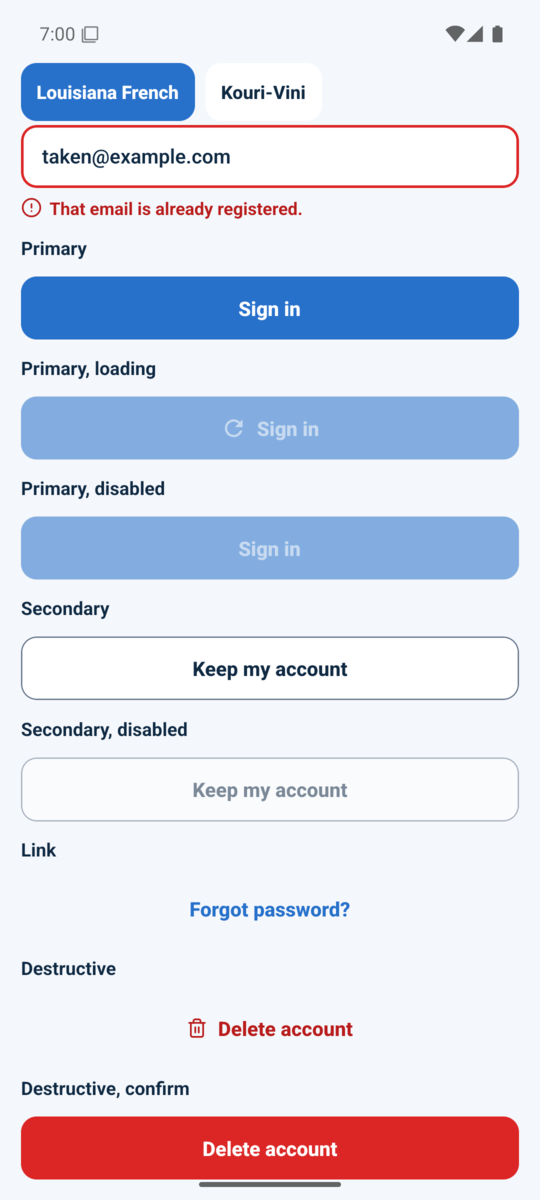 7:00
Louisiana French
Kouri-Vini
taken@example.com
That email is already registered.
Primary
Sign in
Primary, loading
Sign in
Primary, disabled
Sign in
Secondary
Keep my account
Secondary, disabled
Keep my account
Link
Forgot password?
Destructive
Delete account
Destructive, confirm
Delete account